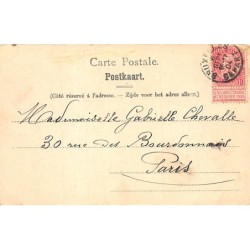 Carte Postale.
Postkaart.
(Côté réservé à l'adresse. — Zijde voor het adres alleen.)
Mademoiselle Gabrielle Chevalle
30 rue des Bourdonnais
Paris